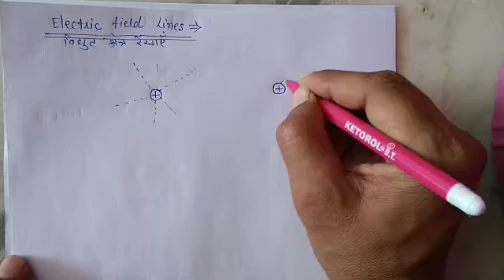 Electric field Lines ⇒
विधुत क्षेत्र रेखाएँ
+
+
KETOROL D.T.